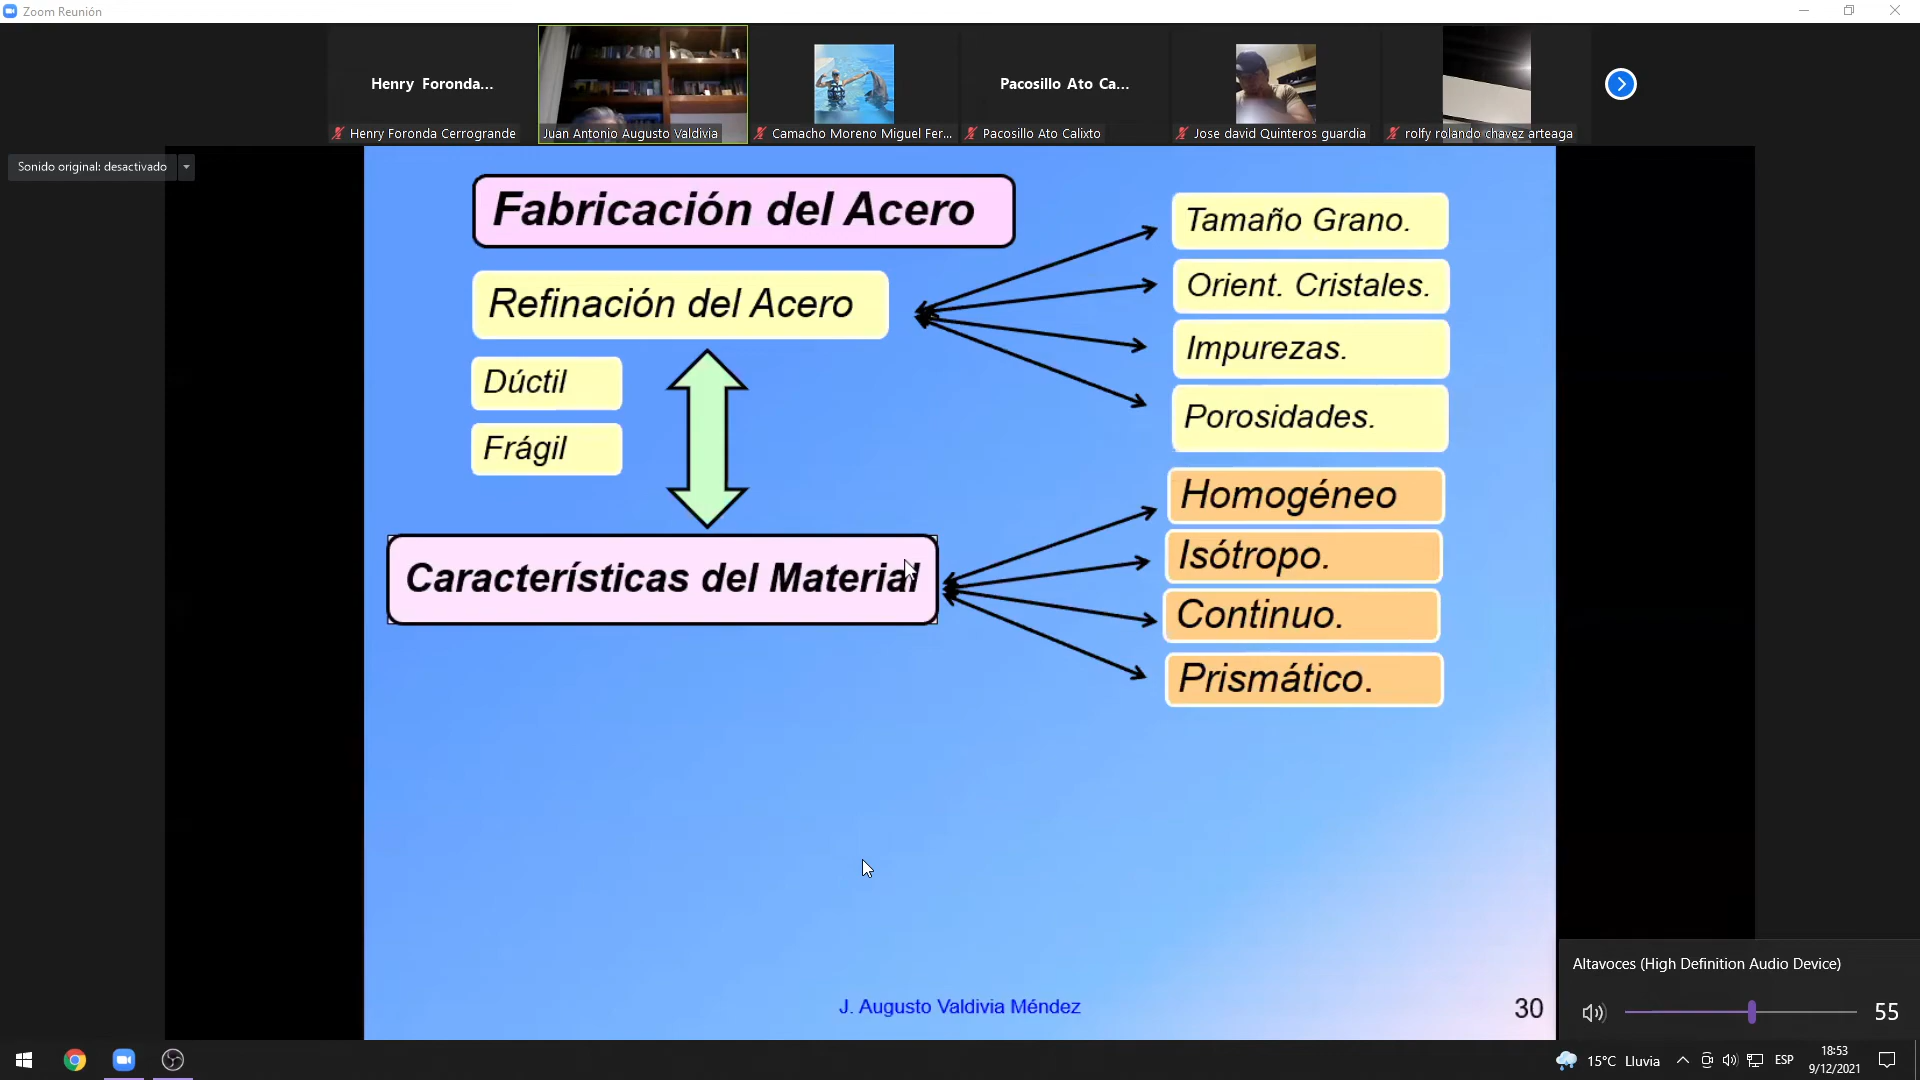 Zoom Reunión
Henry Foronda...
Pacosillo Ato Ca...
Henry Foronda Cerrogrande
Juan Antonio Augusto Valdivia
Camacho Moreno Miguel Fer...
Pacosillo Ato Calixto
Jose david Quinteros guardia
rolfy rolando chavez arteaga
Sonido original: desactivado
Fabricación del Acero
Refinación del Acero
Dúctil
Frágil
Tamaño Grano.
Orient. Cristales.
Impurezas.
Porosidades.
Características del Material
Homogéneo
Isótropo.
Continuo.
Prismático.
J. Augusto Valdivia Méndez
30
Altavoces (High Definition Audio Device)
55
15°C Lluvia
ESP
18:53
9/12/2021